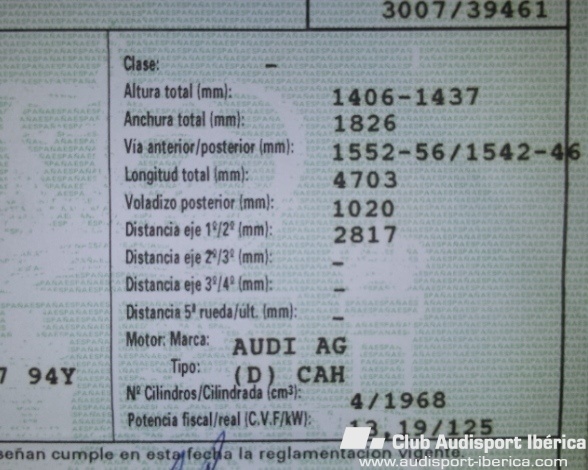 3007/39461
Clase: –
Altura total (mm): 1406-1437
Anchura total (mm): 1826
Via anterior/posterior (mm): 1552-56/1542-46
Longitud total (mm): 4703
Voladizo posterior (mm): 1020
Distancia eje 1º/2º (mm): 2817
Distancia eje 2º/3º (mm): –
Distancia eje 3º/4º (mm): –
Distancia 5ª rueda/últ. (mm): –
Motor: Marca: AUDI AG
7 94Y Tipo: (D) CAH
Nº Cilindros/Cilindrada (cm³): 4/1968
Potencia fiscal/real (C.V.F/kW): 13,19/125
señan cumple en esta fecha la reglamentación vidente.
Club Audisport Ibérica
www.audisport-iberica.com